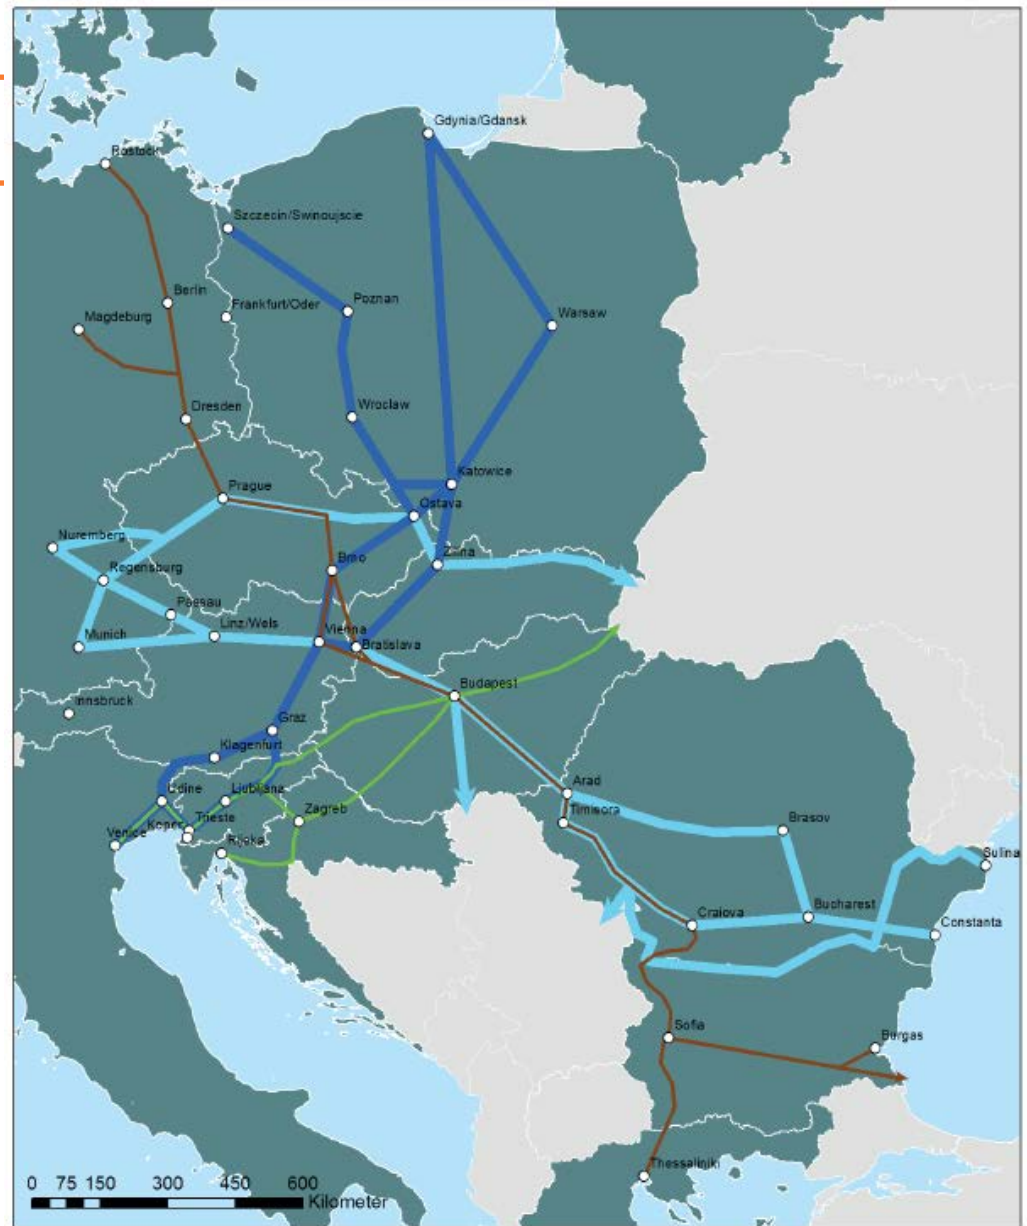 Gdynia/Gdansk
Rostock
Szczecin/Swinoujscie
Berlin
Frankfurt/Oder
Poznan
Magdeburg
Warsaw
Dresden
Wroclaw
Katowice
Prague
Ostava
Nuremberg
Brno
Zilina
Regensburg
Passau
Linz/Wels
Vienna
Munich
Bratislava
Budapest
Innsbruck
Graz
Klagenfurt
Arad
Udine
Ljubljana
Timisora
Zagreb
Brasov
Koper
Trieste
Venice
Rijeka
Sulina
Bucharest
Craiova
Constanta
Sofia
Burgas
Thessaliniki
0 75 150 300 450 600
Kilometer